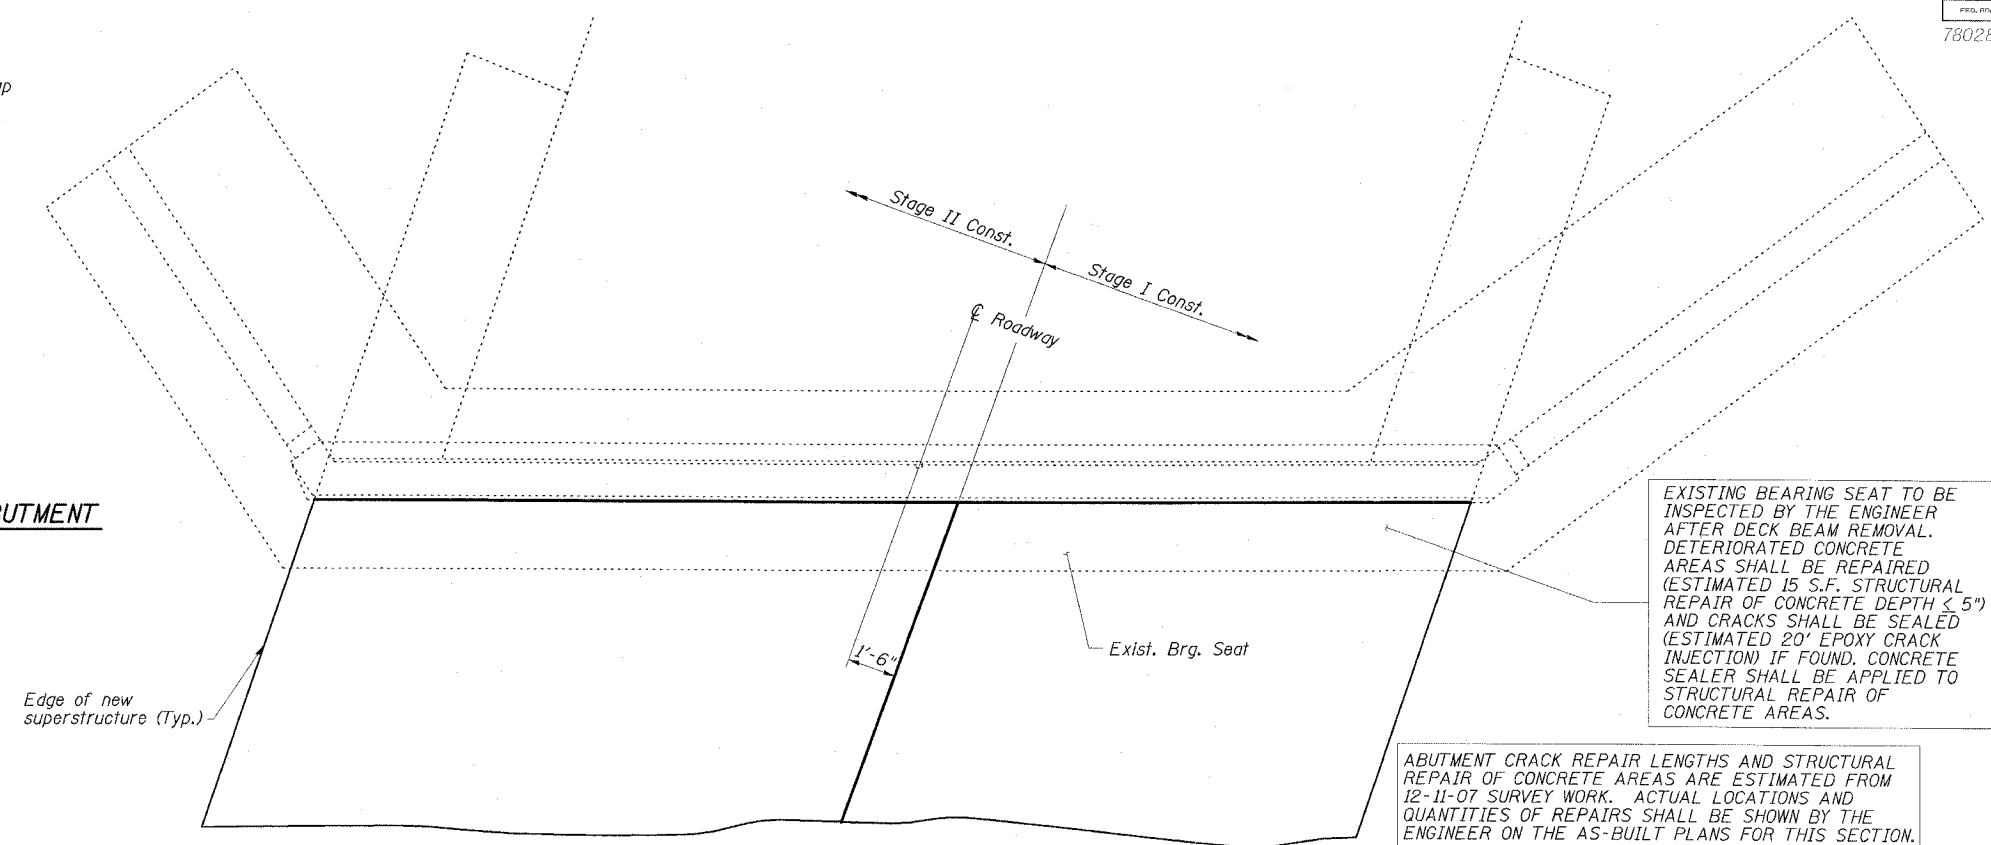 78028
Stage II Const.
Stage I Const.
℄ Roadway
EXISTING BEARING SEAT TO BE
INSPECTED BY THE ENGINEER
AFTER DECK BEAM REMOVAL.
DETERIORATED CONCRETE
AREAS SHALL BE REPAIRED
(ESTIMATED 15 S.F. STRUCTURAL
REPAIR OF CONCRETE DEPTH ≤ 5")
AND CRACKS SHALL BE SEALED
(ESTIMATED 20' EPOXY CRACK
INJECTION) IF FOUND. CONCRETE
SEALER SHALL BE APPLIED TO
STRUCTURAL REPAIR OF
CONCRETE AREAS.
Exist. Brg. Seat
1'-6"
Edge of new
superstructure (Typ.)
ABUTMENT CRACK REPAIR LENGTHS AND STRUCTURAL
REPAIR OF CONCRETE AREAS ARE ESTIMATED FROM
12-11-07 SURVEY WORK. ACTUAL LOCATIONS AND
QUANTITIES OF REPAIRS SHALL BE SHOWN BY THE
ENGINEER ON THE AS-BUILT PLANS FOR THIS SECTION.